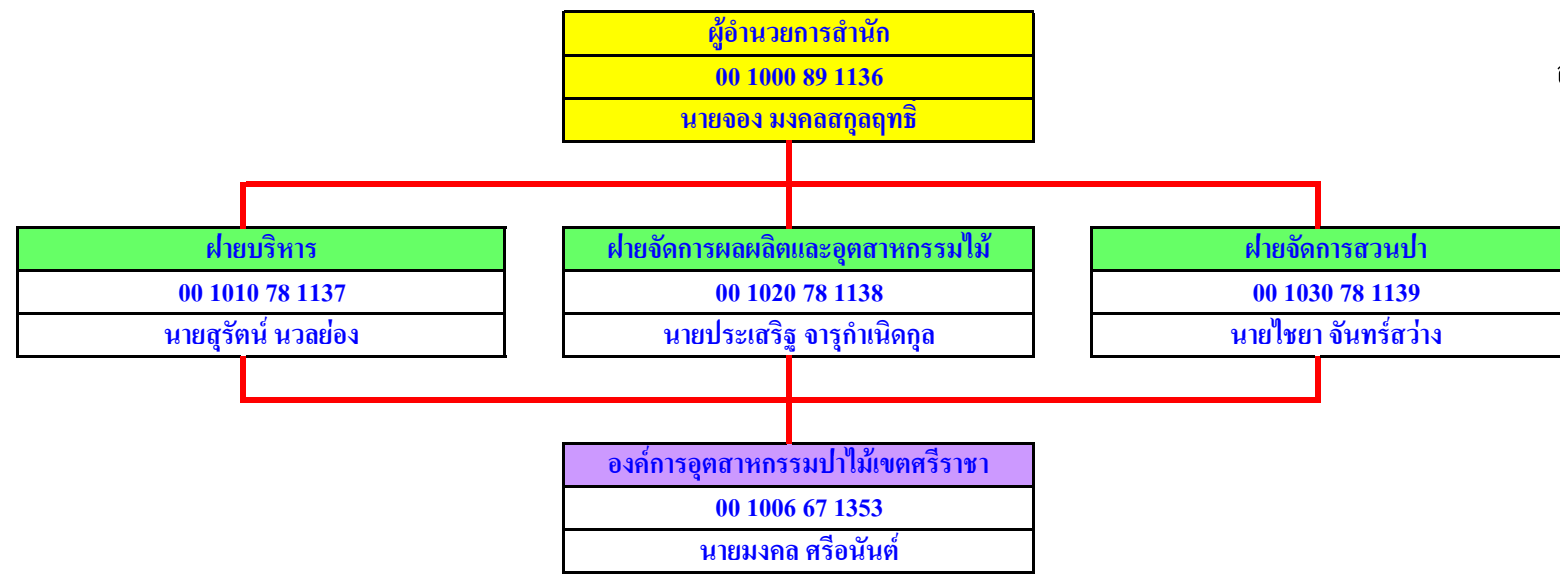 ผู้อำนวยการสำนัก
00 1000 89 1136
นายจอง มงคลสกุลฤทธิ์
ฝ่ายบริหาร
00 1010 78 1137
นายสุรัตน์ นวลย่อง
ฝ่ายจัดการผลผลิตและอุตสาหกรรมไม้
00 1020 78 1138
นายประเสริฐ จารุกำเนิดกุล
ฝ่ายจัดการสวนป่า
00 1030 78 1139
นายไชยา จันทร์สว่าง
องค์การอุตสาหกรรมป่าไม้เขตศรีราชา
00 1006 67 1353
นายมงคล ศรีอนันต์